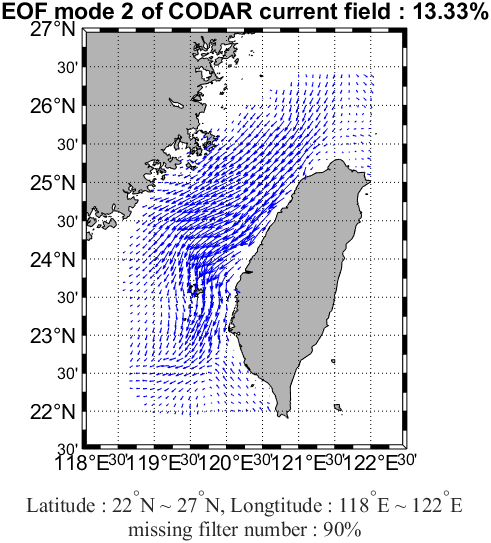 EOF mode 2 of CODAR current field : 13.33%
27°N
30'
26°N
30'
25°N
30'
24°N
30'
23°N
30'
22°N
30'
118°E30'119°E30'120°E30'121°E30'122°E30'
Latitude : 22°N ~ 27°N, Longtitude : 118°E ~ 122°E
missing filter number : 90%